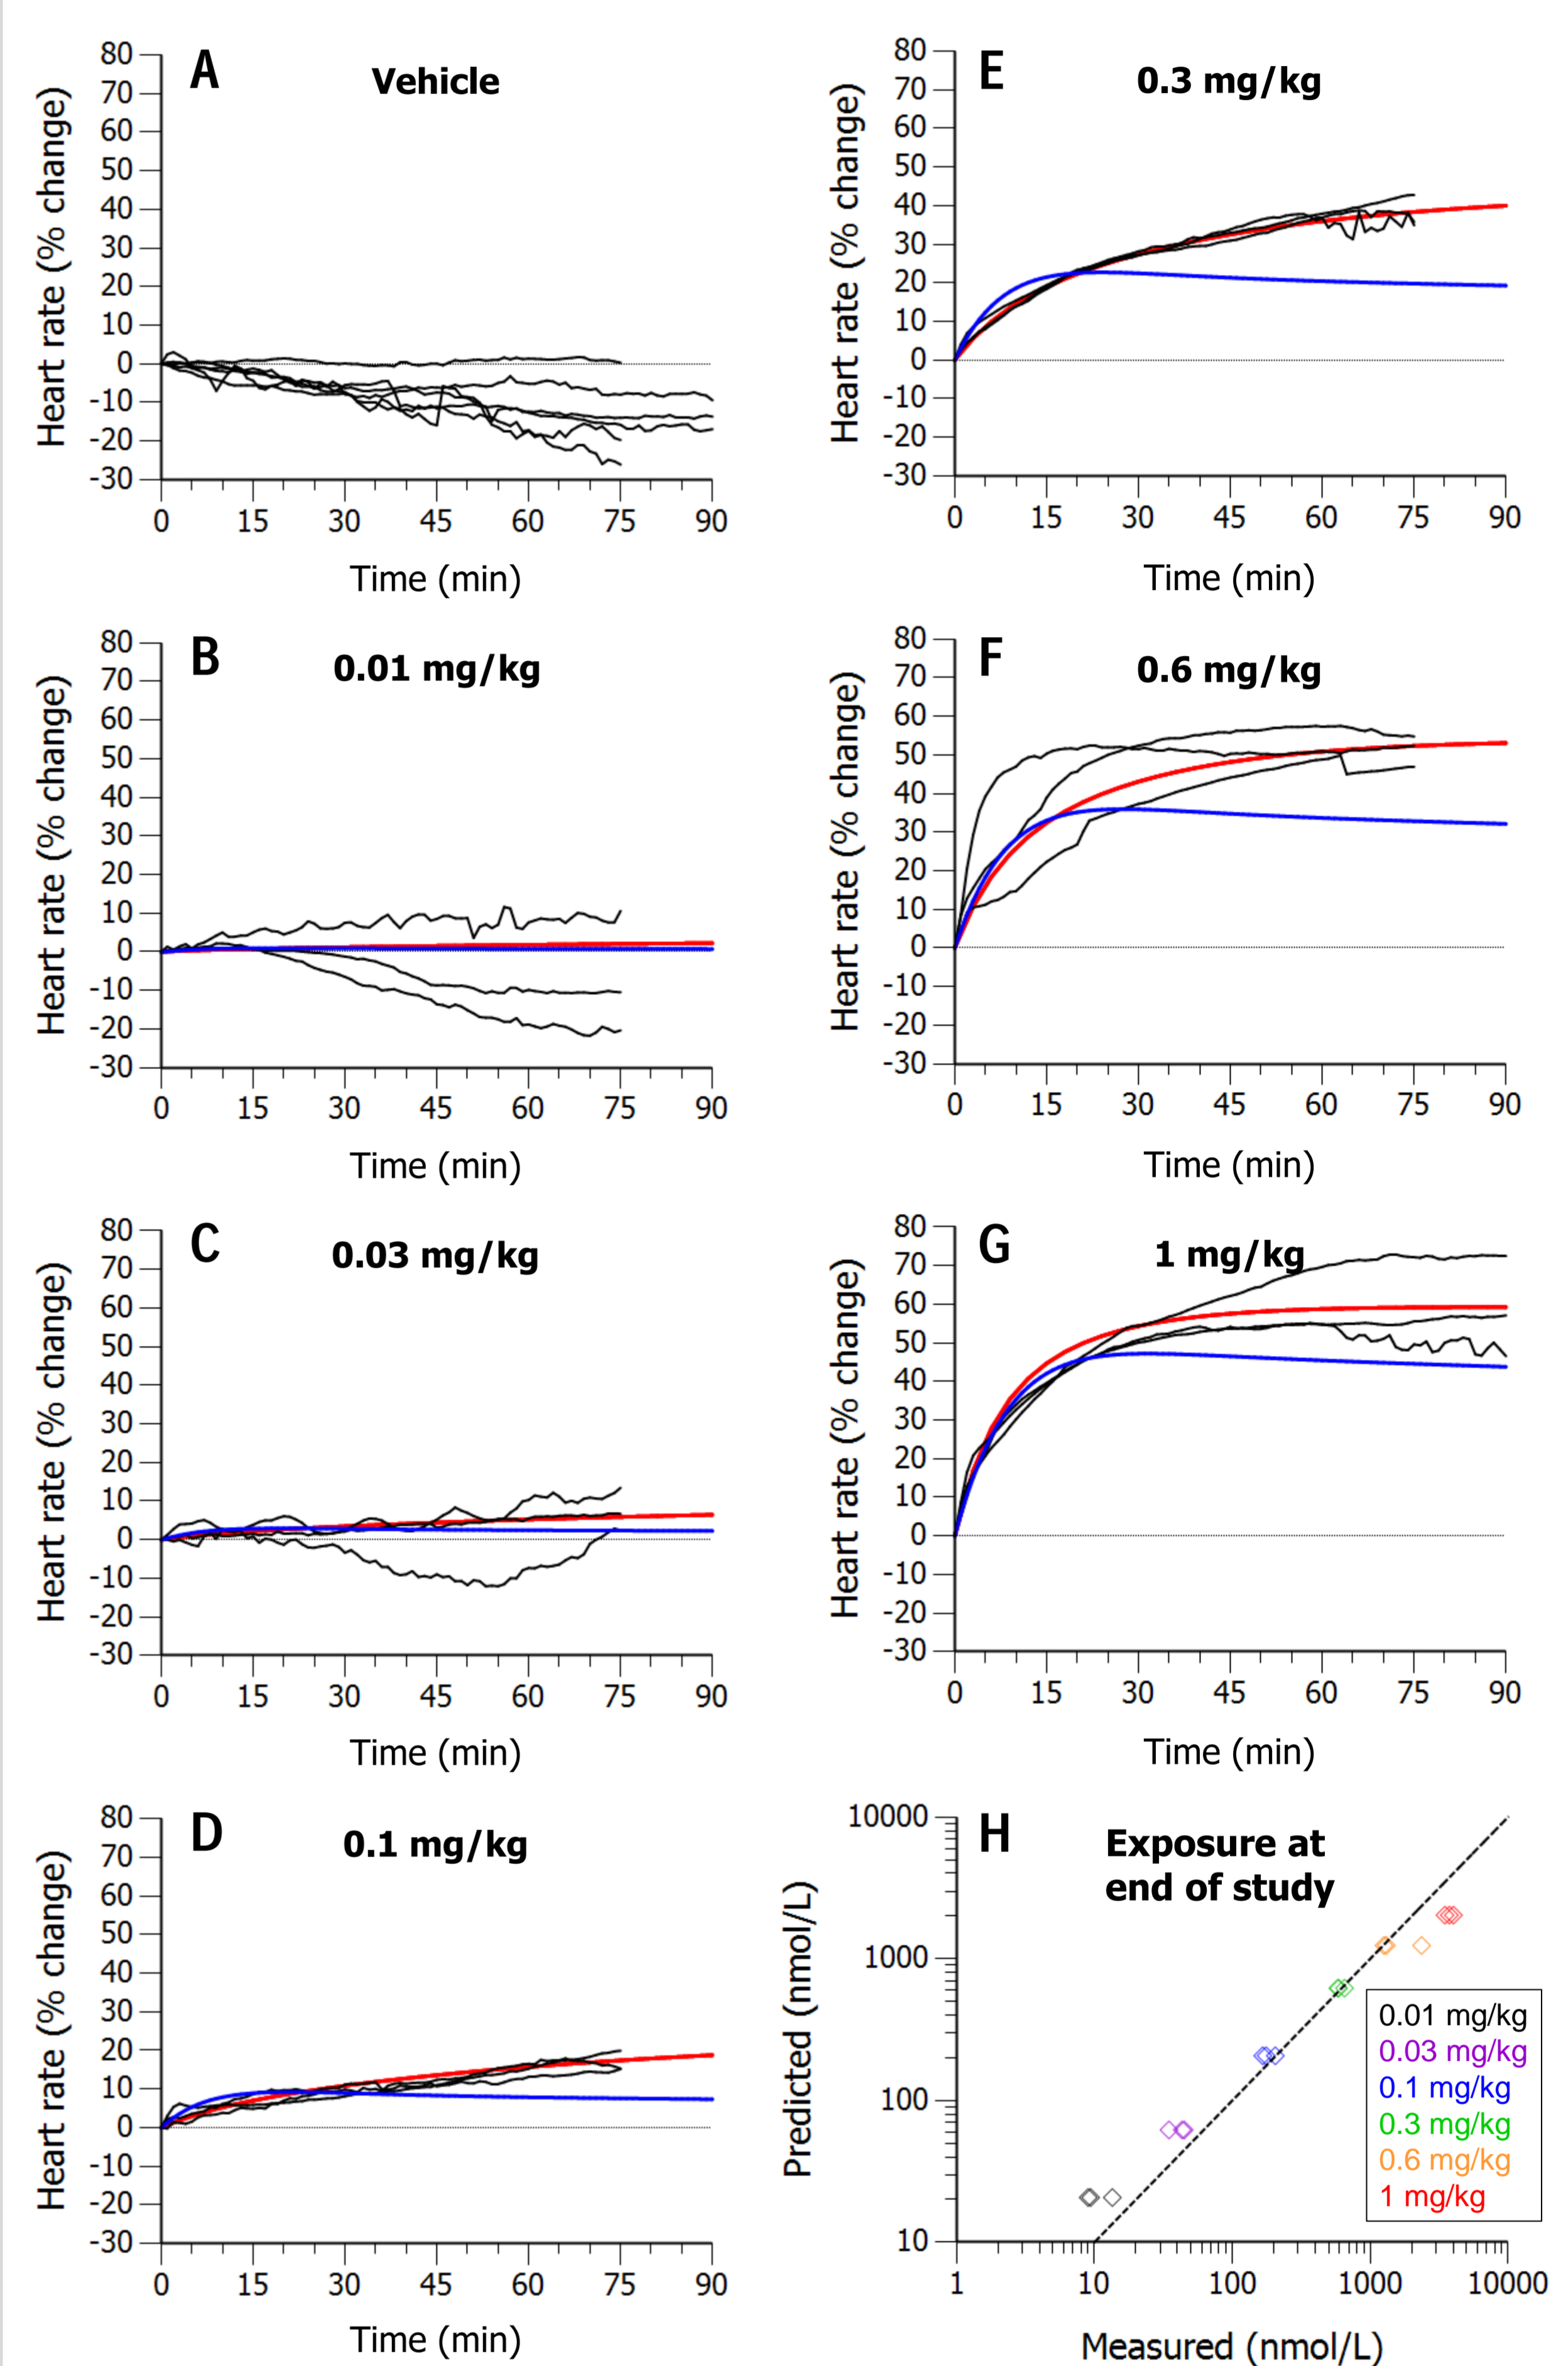 A
Vehicle
Heart rate (% change)
80
70
60
50
40
30
20
10
0
-10
-20
-30
0 15 30 45 60 75 90
Time (min)
B
0.01 mg/kg
Heart rate (% change)
80
70
60
50
40
30
20
10
0
-10
-20
-30
0 15 30 45 60 75 90
Time (min)
C
0.03 mg/kg
Heart rate (% change)
80
70
60
50
40
30
20
10
0
-10
-20
-30
0 15 30 45 60 75 90
Time (min)
D
0.1 mg/kg
Heart rate (% change)
80
70
60
50
40
30
20
10
0
-10
-20
-30
0 15 30 45 60 75 90
Time (min)
E
0.3 mg/kg
Heart rate (% change)
80
70
60
50
40
30
20
10
0
-10
-20
-30
0 15 30 45 60 75 90
Time (min)
F
0.6 mg/kg
Heart rate (% change)
80
70
60
50
40
30
20
10
0
-10
-20
-30
0 15 30 45 60 75 90
Time (min)
G
1 mg/kg
Heart rate (% change)
80
70
60
50
40
30
20
10
0
-10
-20
-30
0 15 30 45 60 75 90
Time (min)
H
Exposure at
end of study
Predicted (nmol/L)
10000
1000
100
10
0.01 mg/kg
0.03 mg/kg
0.1 mg/kg
0.3 mg/kg
0.6 mg/kg
1 mg/kg
1 10 100 1000 10000
Measured (nmol/L)